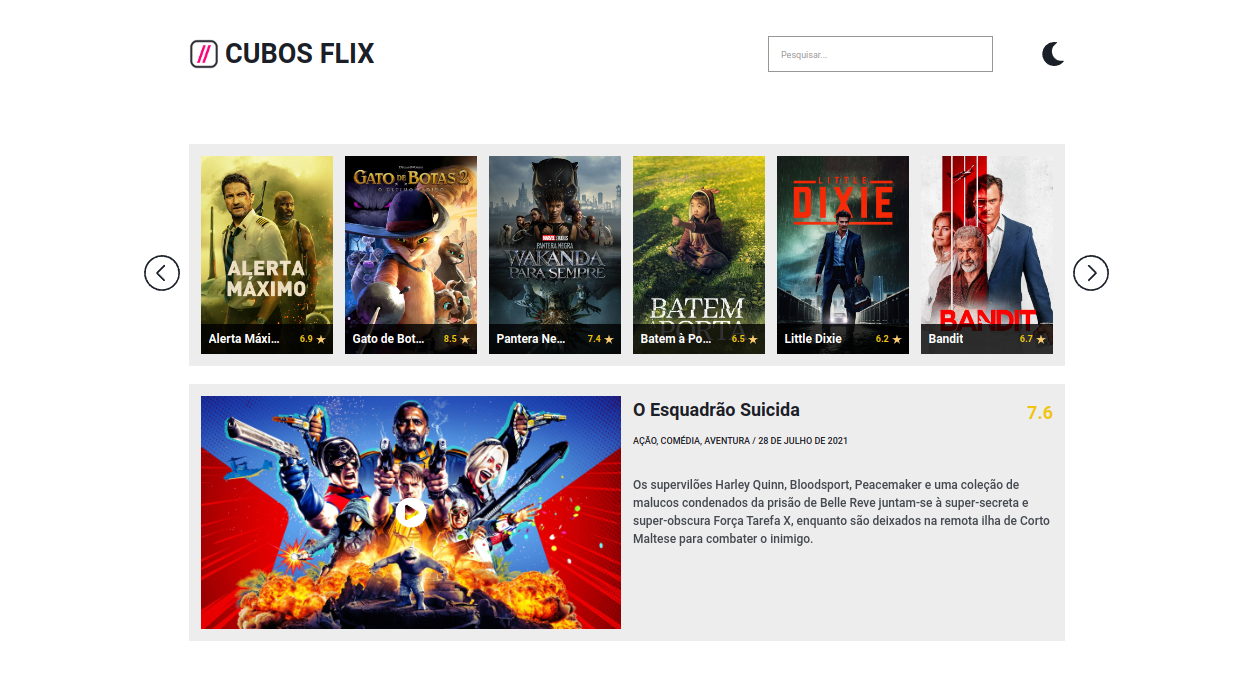 CUBOS FLIX
Pesquisar...
ALERTA
MÁXIMO
Alerta Máxi...
6.9 ★
GATO DE BOTAS 2
O ÚLTIMO PEDIDO
Gato de Bot...
8.5 ★
MARVEL STUDIOS
PANTERA NEGRA
WAKANDA
PARA SEMPRE
Pantera Ne...
7.4 ★
BATEM
À PORTA
Batem à Po...
6.5 ★
LITTLE
DIXIE
Little Dixie
6.2 ★
BANDIT
Bandit
6.7 ★
O Esquadrão Suicida
7.6
AÇÃO, COMÉDIA, AVENTURA / 28 DE JULHO DE 2021
Os supervilões Harley Quinn, Bloodsport, Peacemaker e uma coleção de
malucos condenados da prisão de Belle Reve juntam-se à super-secreta e
super-obscura Força Tarefa X, enquanto são deixados na remota ilha de Corto
Maltese para combater o inimigo.